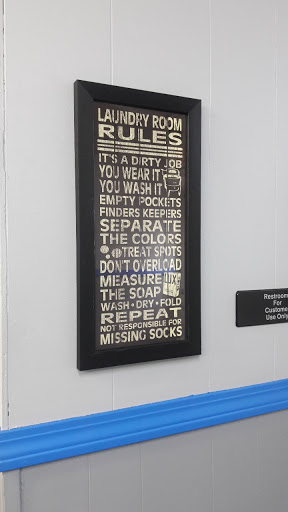 LAUNDRY ROOM
RULES
IT'S A DIRTY JOB
YOU WEAR IT
YOU WASH IT
EMPTY POCKETS
FINDERS KEEPERS
SEPARATE
THE COLORS
TREAT SPOTS
DON'T OVERLOAD
MEASURE
THE SOAP
WASH • DRY • FOLD
REPEAT
NOT RESPONSIBLE FOR
MISSING SOCKS
Restroom
For
Custome
Use Only